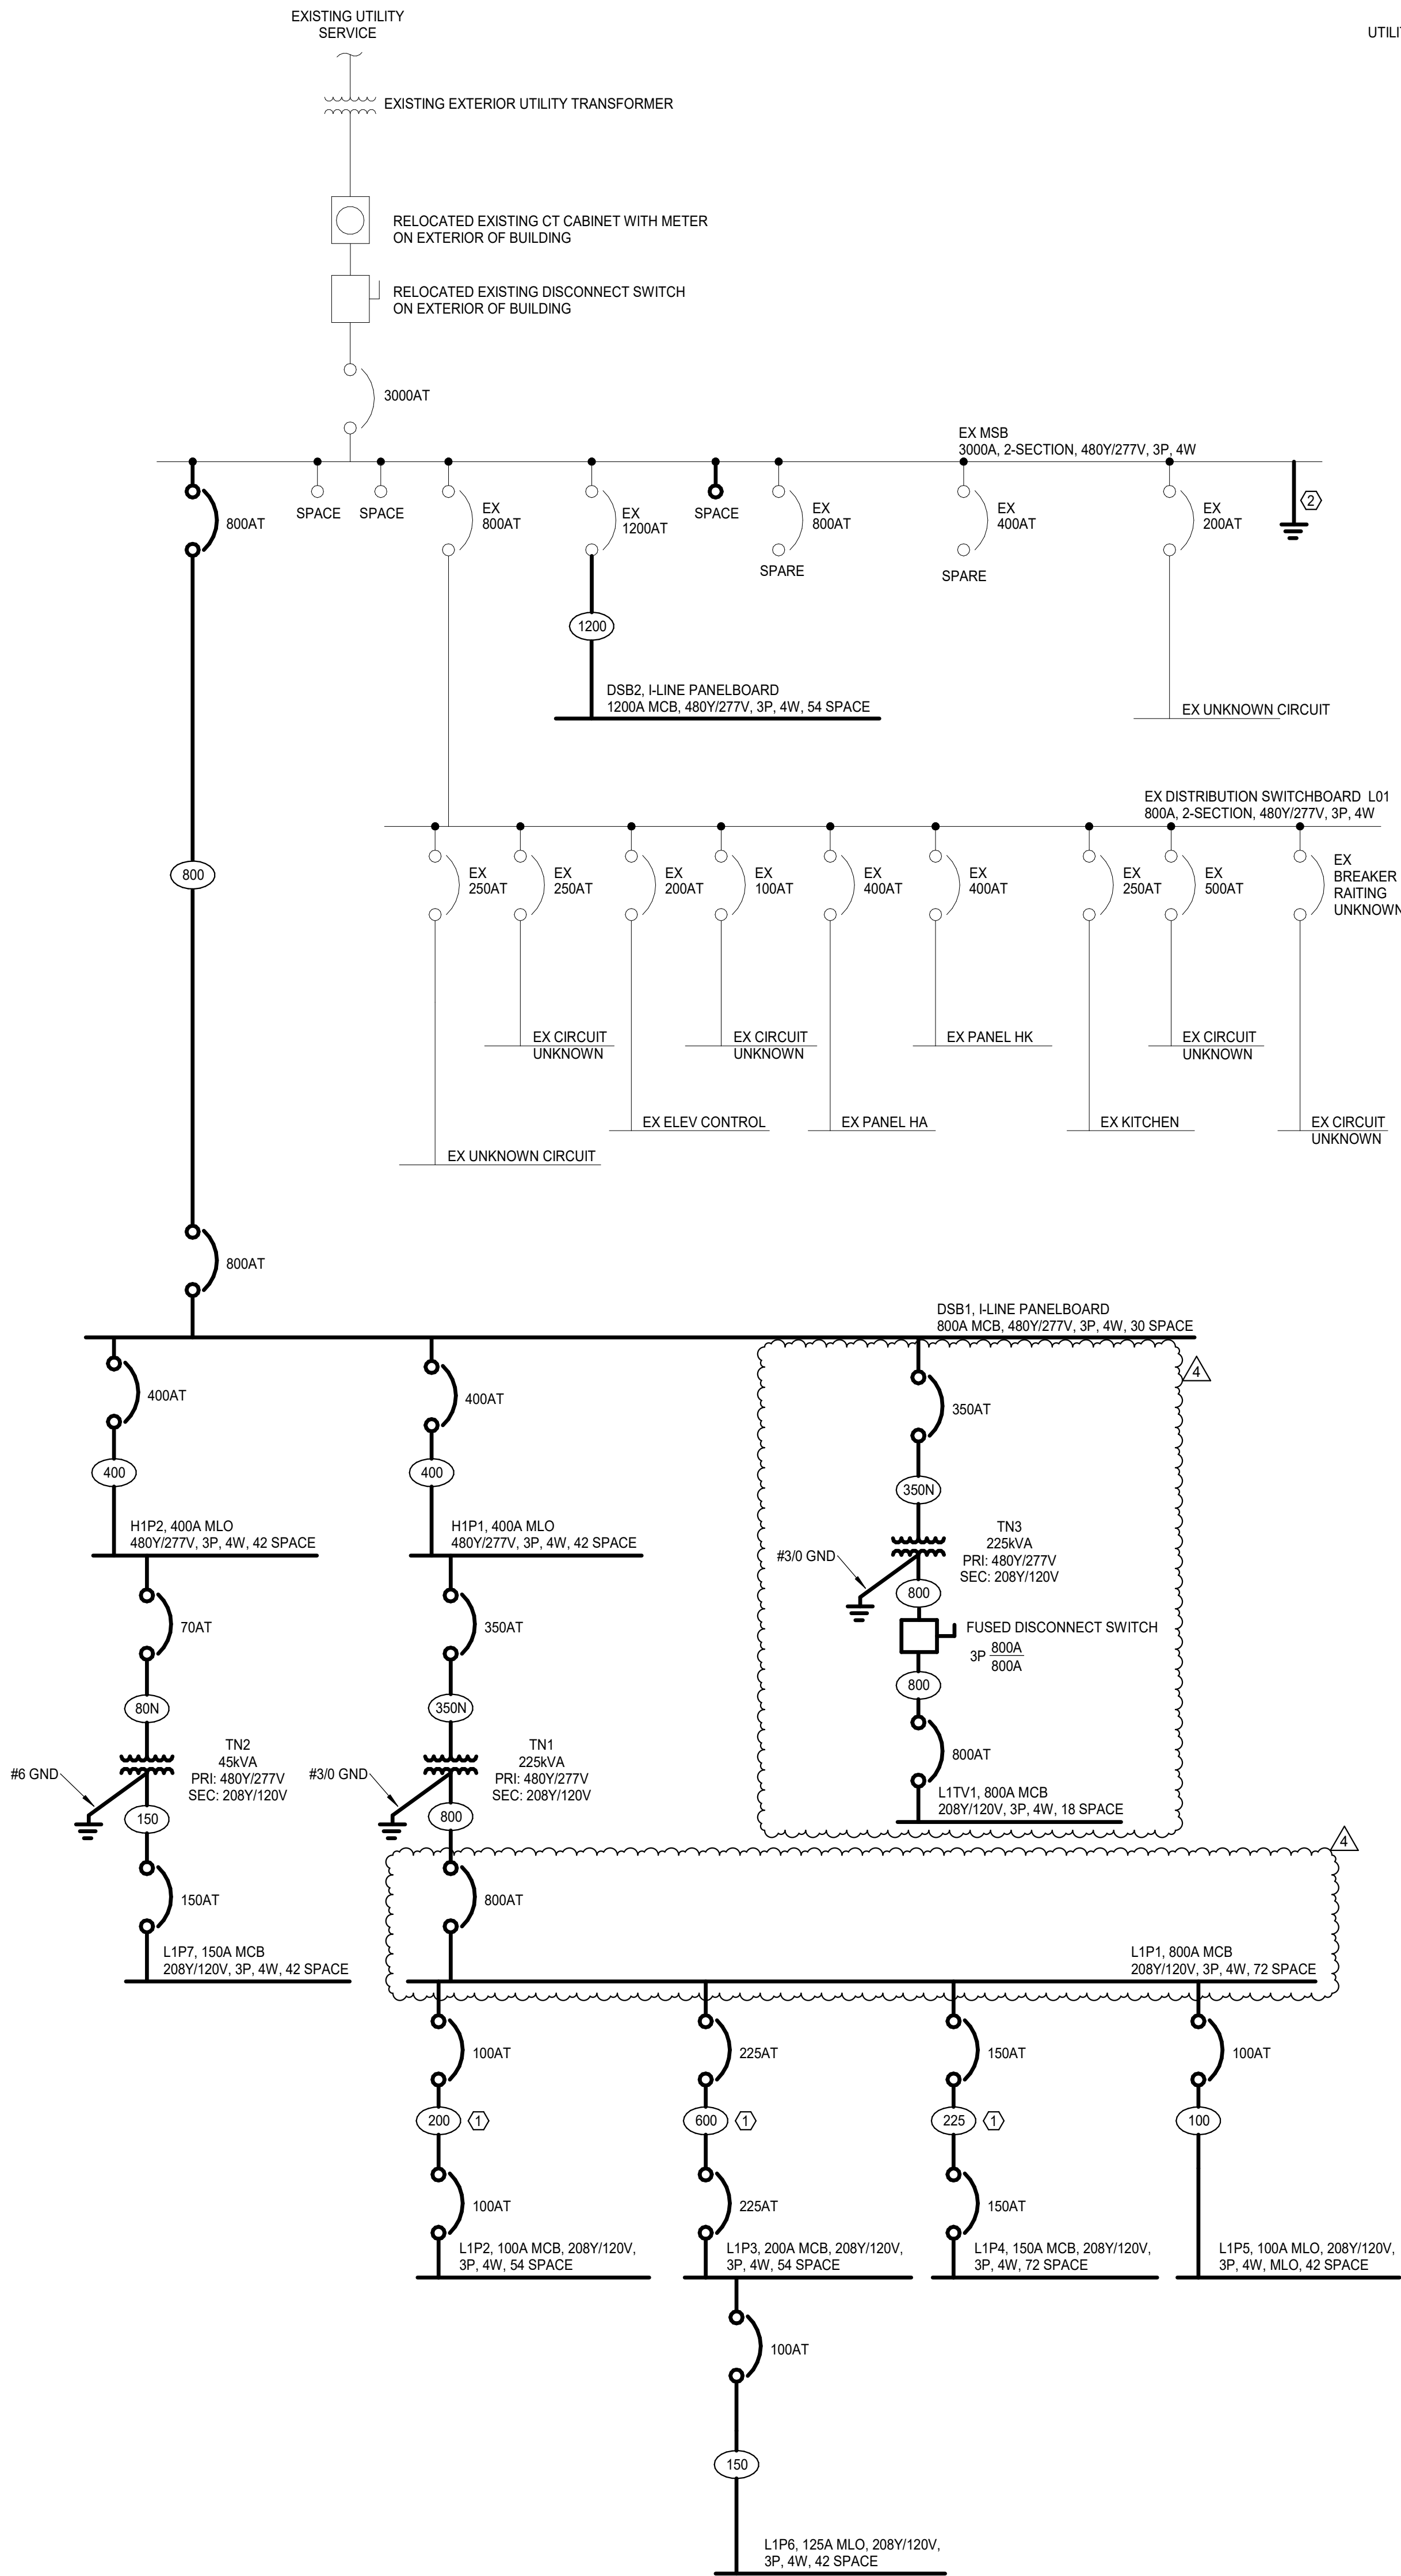 EXISTING UTILITY
SERVICE
EXISTING EXTERIOR UTILITY TRANSFORMER
RELOCATED EXISTING CT CABINET WITH METER
ON EXTERIOR OF BUILDING
RELOCATED EXISTING DISCONNECT SWITCH
ON EXTERIOR OF BUILDING
3000AT
EX MSB
3000A, 2-SECTION, 480Y/277V, 3P, 4W
800AT
SPACE
SPACE
EX
800AT
EX
1200AT
SPACE
EX
800AT
SPARE
EX
400AT
SPARE
EX
200AT
2
1200
DSB2, I-LINE PANELBOARD
1200A MCB, 480Y/277V, 3P, 4W, 54 SPACE
EX UNKNOWN CIRCUIT
EX DISTRIBUTION SWITCHBOARD L01
800A, 2-SECTION, 480Y/277V, 3P, 4W
800
EX
250AT
EX
250AT
EX
200AT
EX
100AT
EX
400AT
EX
400AT
EX
250AT
EX
500AT
EX
BREAKER
RAITING
UNKNOWN
EX CIRCUIT
UNKNOWN
EX CIRCUIT
UNKNOWN
EX PANEL HK
EX CIRCUIT
UNKNOWN
EX ELEV CONTROL
EX PANEL HA
EX KITCHEN
EX CIRCUIT
UNKNOWN
EX UNKNOWN CIRCUIT
800AT
DSB1, I-LINE PANELBOARD
800A MCB, 480Y/277V, 3P, 4W, 30 SPACE
4
400AT
400AT
350AT
400
400
350N
H1P2, 400A MLO
480Y/277V, 3P, 4W, 42 SPACE
H1P1, 400A MLO
480Y/277V, 3P, 4W, 42 SPACE
#3/0 GND
TN3
225kVA
PRI: 480Y/277V
SEC: 208Y/120V
800
70AT
350AT
FUSED DISCONNECT SWITCH
3P 800A
800A
800
80N
350N
800AT
#6 GND
TN2
45kVA
PRI: 480Y/277V
SEC: 208Y/120V
#3/0 GND
TN1
225kVA
PRI: 480Y/277V
SEC: 208Y/120V
L1TV1, 800A MCB
208Y/120V, 3P, 4W, 18 SPACE
150
800
4
150AT
800AT
L1P7, 150A MCB
208Y/120V, 3P, 4W, 42 SPACE
L1P1, 800A MCB
208Y/120V, 3P, 4W, 72 SPACE
100AT
225AT
150AT
100AT
200
1
600
1
225
1
100
100AT
225AT
150AT
L1P2, 100A MCB, 208Y/120V,
3P, 4W, 54 SPACE
L1P3, 200A MCB, 208Y/120V,
3P, 4W, 54 SPACE
L1P4, 150A MCB, 208Y/120V,
3P, 4W, 72 SPACE
L1P5, 100A MLO, 208Y/120V,
3P, 4W, MLO, 42 SPACE
100AT
150
L1P6, 125A MLO, 208Y/120V,
3P, 4W, 42 SPACE